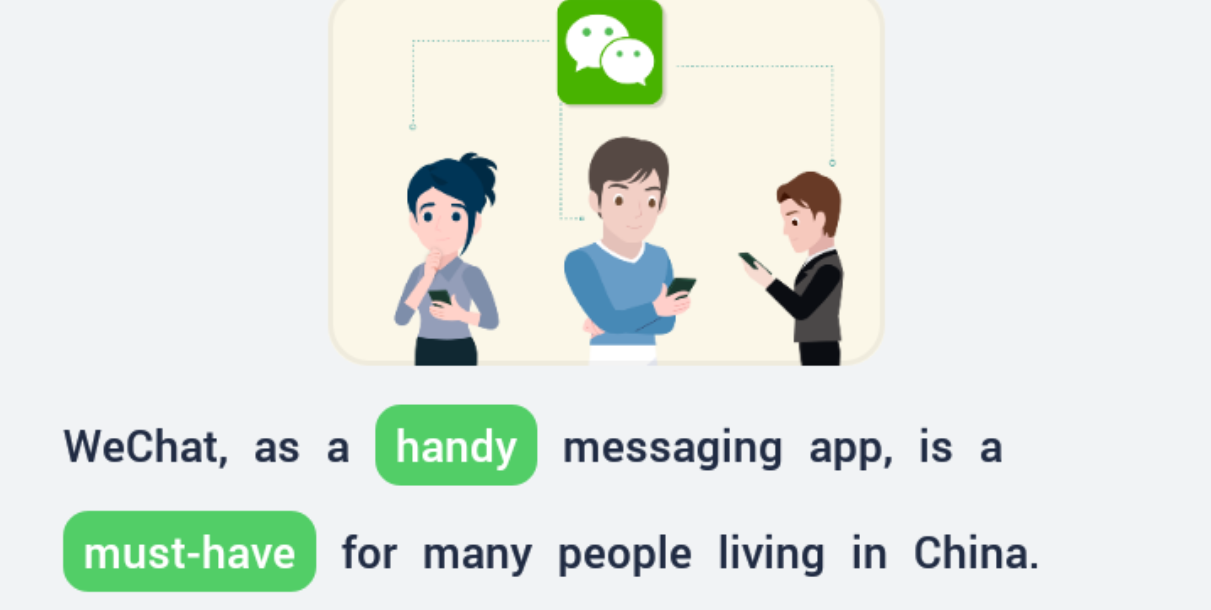 WeChat, as a handy messaging app, is a
must-have for many people living in China.